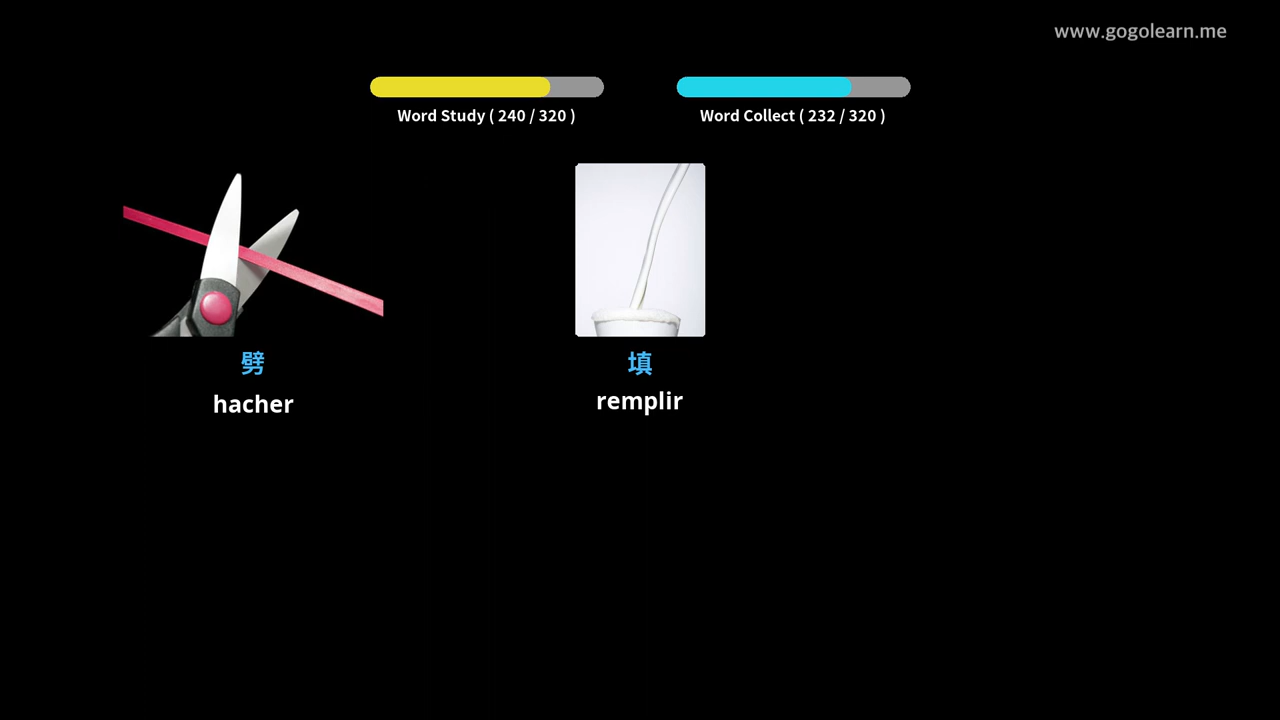 www.gogolearn.me
Word Study ( 240 / 320 )
Word Collect ( 232 / 320 )
劈
hacher
填
remplir